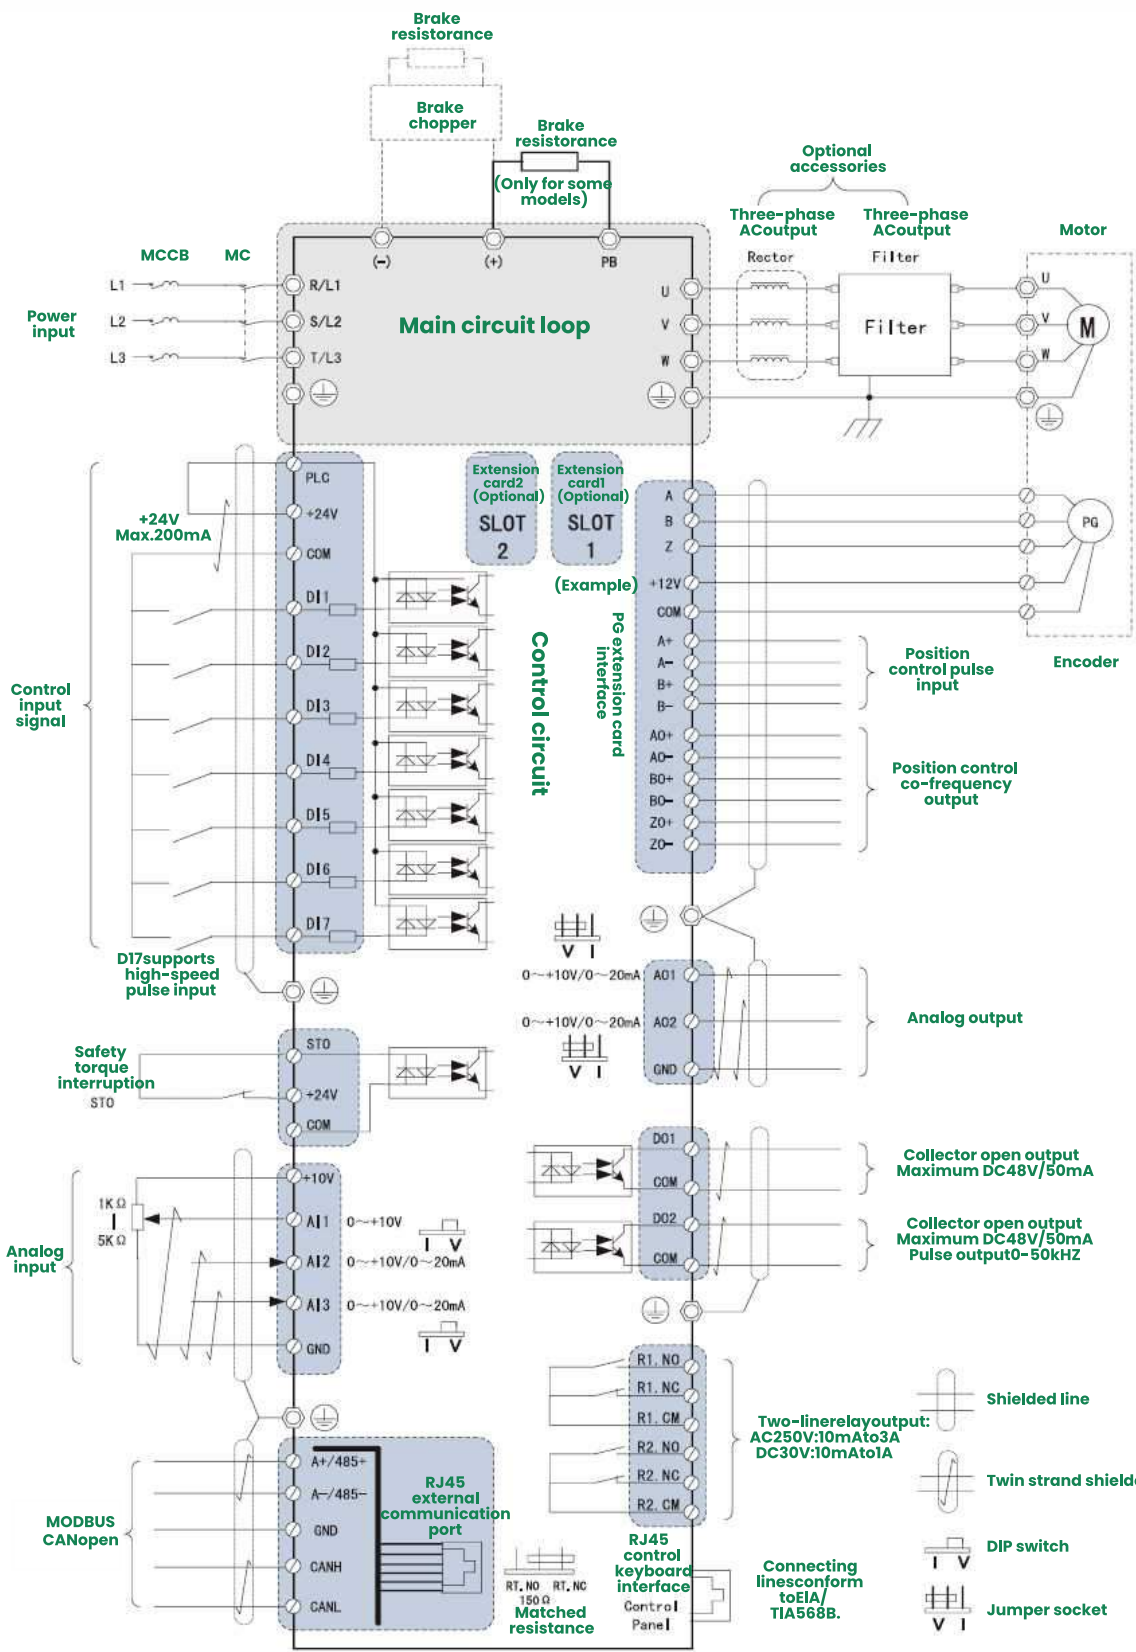 Brake
resistorance
Brake
chopper
Brake
resistorance
(Only for some
models)
Optional
accessories
Three-phase
ACoutput
Three-phase
ACoutput
Rector
Filter
Motor
MCCB
MC
(-)
(+)
PB
Power
input
L1
L2
L3
R/L1
S/L2
T/L3
Main circuit loop
U
V
W
Filter
U
V
W
M
Control
input
signal
+24V
Max.200mA
PLC
+24V
COM
DI1
DI2
DI3
DI4
DI5
DI6
DI7
D17supports
high-speed
pulse input
Extension
card2
(Optional)
SLOT
2
Extension
card1
(Optional)
SLOT
1
(Example)
Control circuit
PG extension card
interface
A
B
Z
+12V
COM
A+
A-
B+
B-
AO+
AO-
BO+
BO-
ZO+
ZO-
PG
Encoder
Position
control pulse
input
Position control
co-frequency
output
V I
0~+10V/0~20mA
AO1
0~+10V/0~20mA
AO2
V I
GND
Analog output
Safety
torque
interruption
STO
STO
+24V
COM
DO1
COM
DO2
COM
Collector open output
Maximum DC48V/50mA
Collector open output
Maximum DC48V/50mA
Pulse output0-50kHZ
Analog
input
1KΩ
I
5KΩ
+10V
AI1
0~+10V
I V
AI2
0~+10V/0~20mA
AI3
0~+10V/0~20mA
I V
GND
R1. NO
R1. NC
R1. CM
R2. NO
R2. NC
R2. CM
Two-linerelayoutput:
AC250V:10mAto3A
DC30V:10mAto1A
MODBUS
CANopen
A+/485+
A-/485-
GND
CANH
CANL
RJ45
external
communication
port
RT. NO RT. NC
150Ω
Matched
resistance
RJ45
control
keyboard
interface
Control
Panel
Connecting
linesconform
toEIA/
TIA568B.
Shielded line
Twin strand shielde
I V
DIP switch
V I
Jumper socket